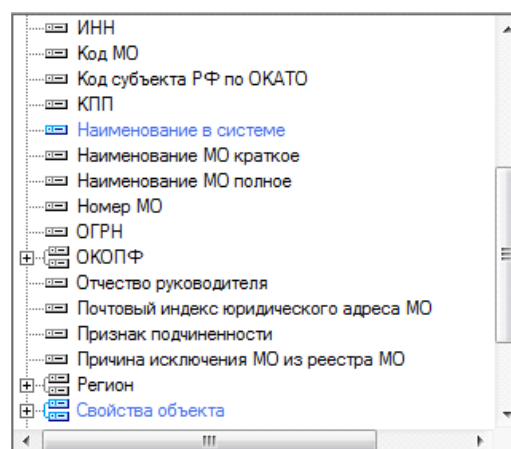 ИНН
Код МО
Код субъекта РФ по ОКАТО
КПП
Наименование в системе
Наименование МО краткое
Наименование МО полное
Номер МО
ОГРН
ОКОПФ
Отчество руководителя
Почтовый индекс юридического адреса МО
Признак подчиненности
Причина исключения МО из реестра МО
Регион
Свойства объекта